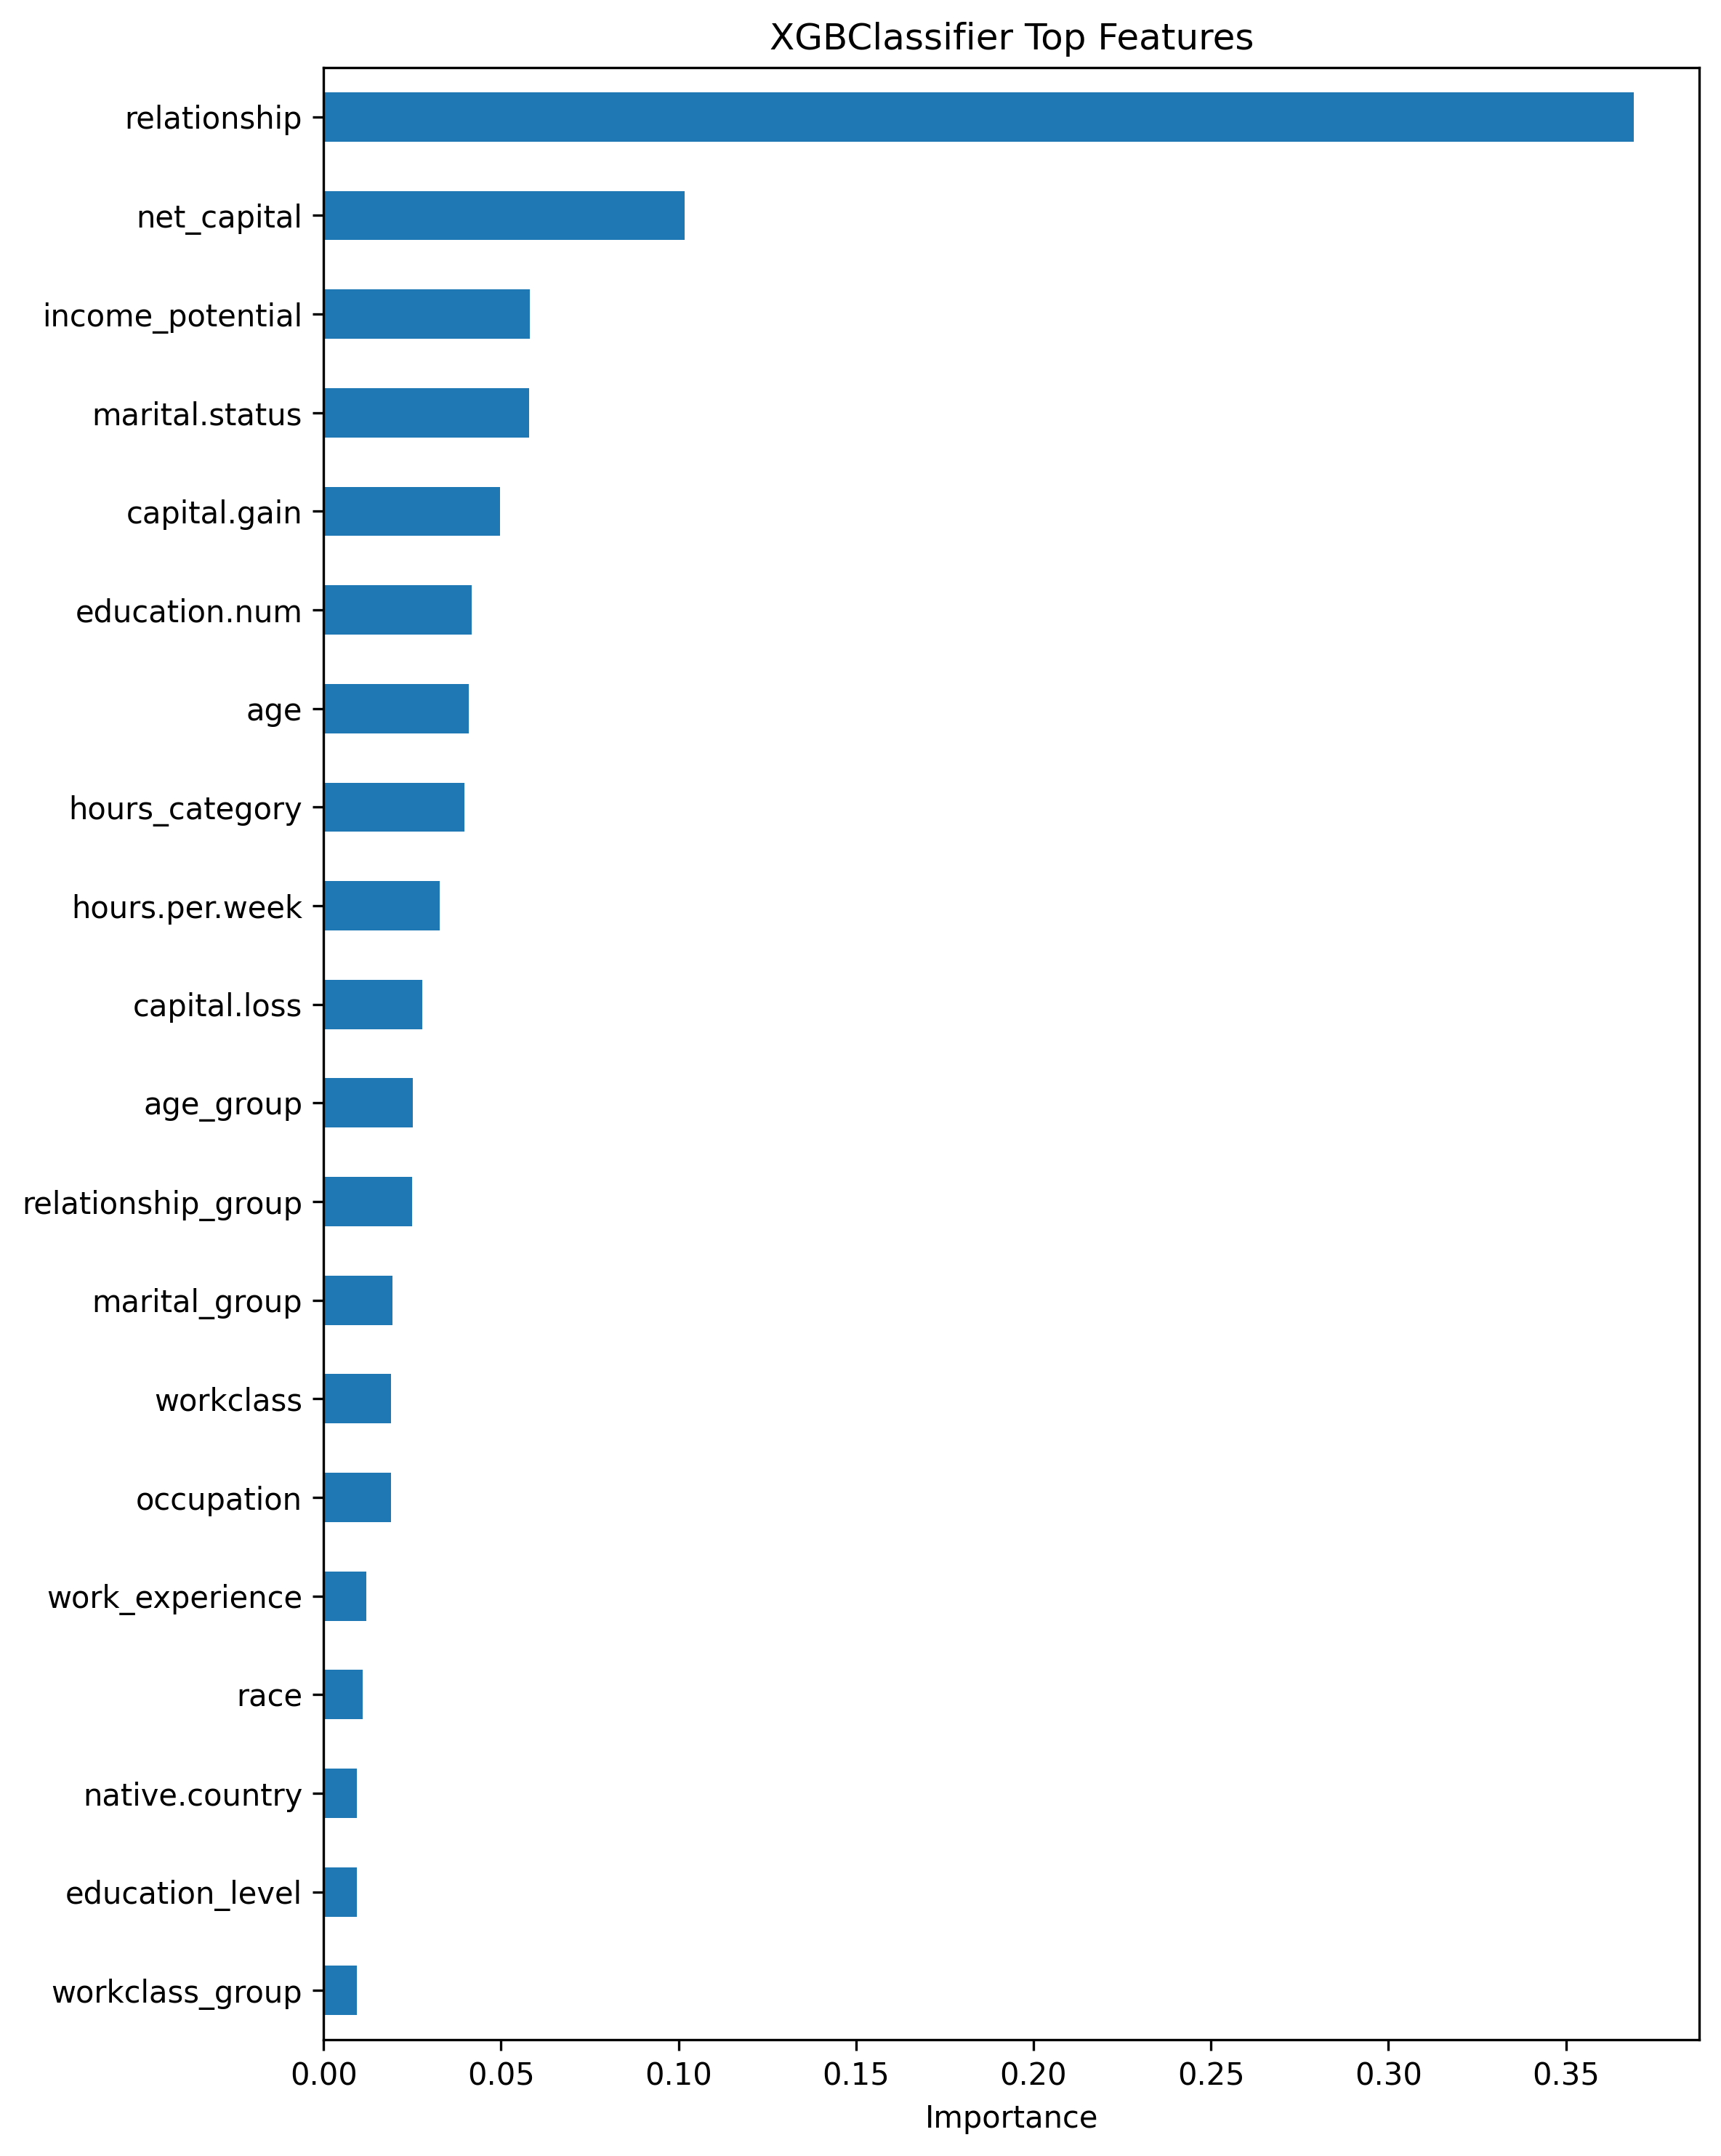 XGBClassifier Top Features
relationship
net_capital
income_potential
marital.status
capital.gain
education.num
age
hours_category
hours.per.week
capital.loss
age_group
relationship_group
marital_group
workclass
occupation
work_experience
race
native.country
education_level
workclass_group
0.00 0.05 0.10 0.15 0.20 0.25 0.30 0.35
Importance